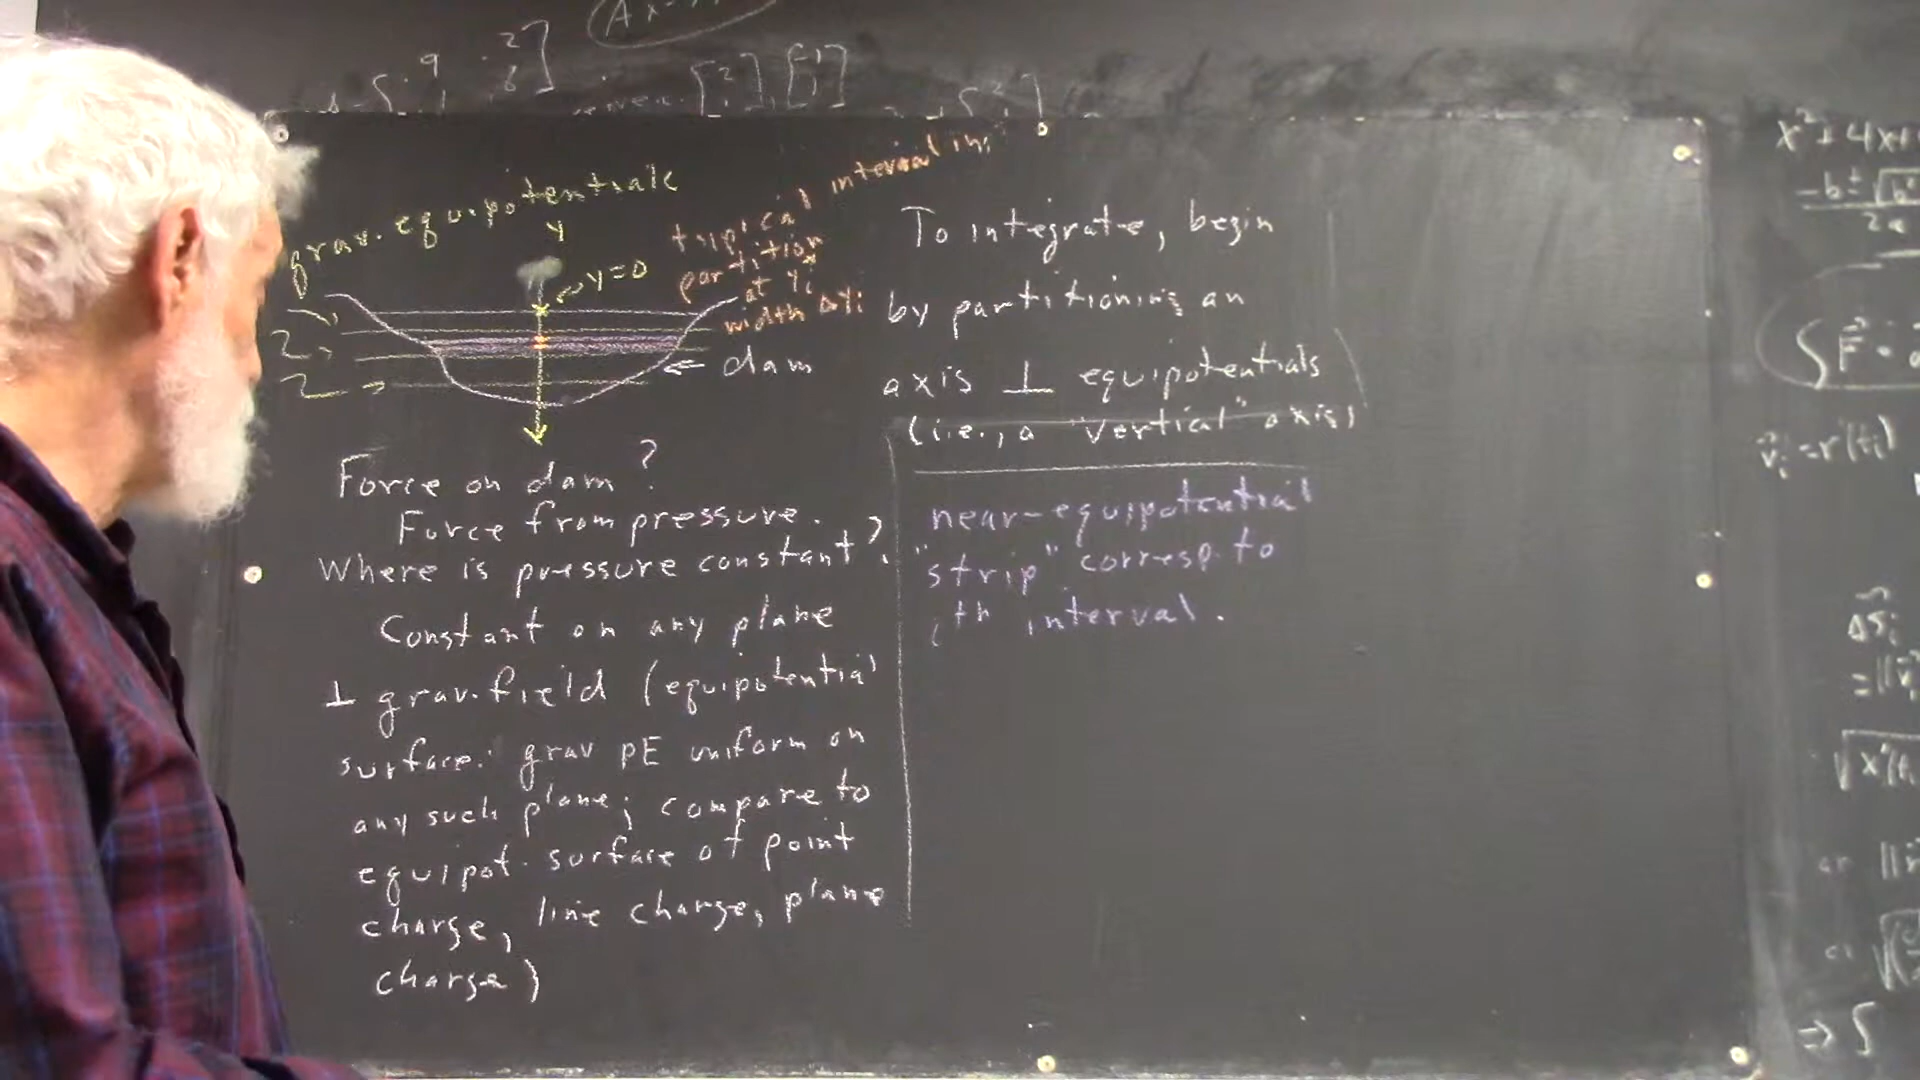 grav. equipotentials
y
y=0
typical interval in
partition
at yi
width Δyi
dam
Force on dam?
Force from pressure.
Where is pressure constant?
Constant on any plane
⊥ grav. field (equipotential
surface: grav PE uniform on
any such plane; compare to
equipot. surface of point
charge, line charge, plane
charge)
To integrate, begin
by partitioning an
axis ⊥ equipotentials
(i.e., a "vertical" axis)
near-equipotential
"strip" corresp. to
ith interval.
-b ± √
2a
∫ F⃗ ·